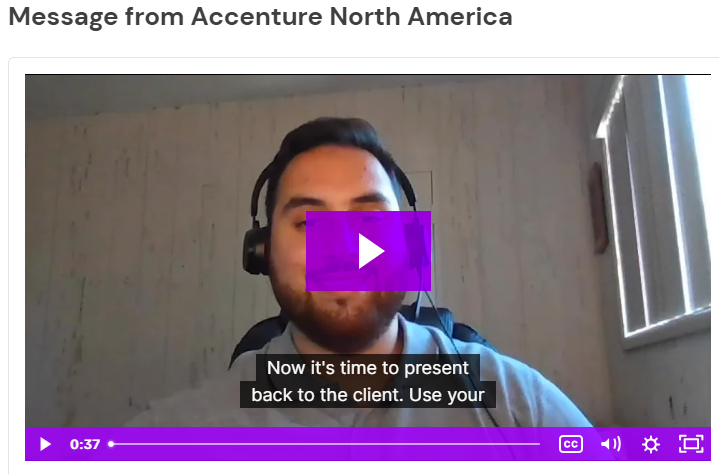 Message from Accenture North America
Now it's time to present
back to the client. Use your
0:37
CC